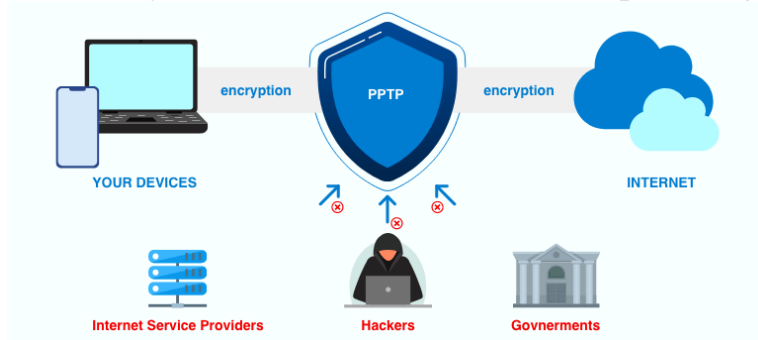 encryption
PPTP
encryption
YOUR DEVICES
INTERNET
Internet Service Providers
Hackers
Govnerments